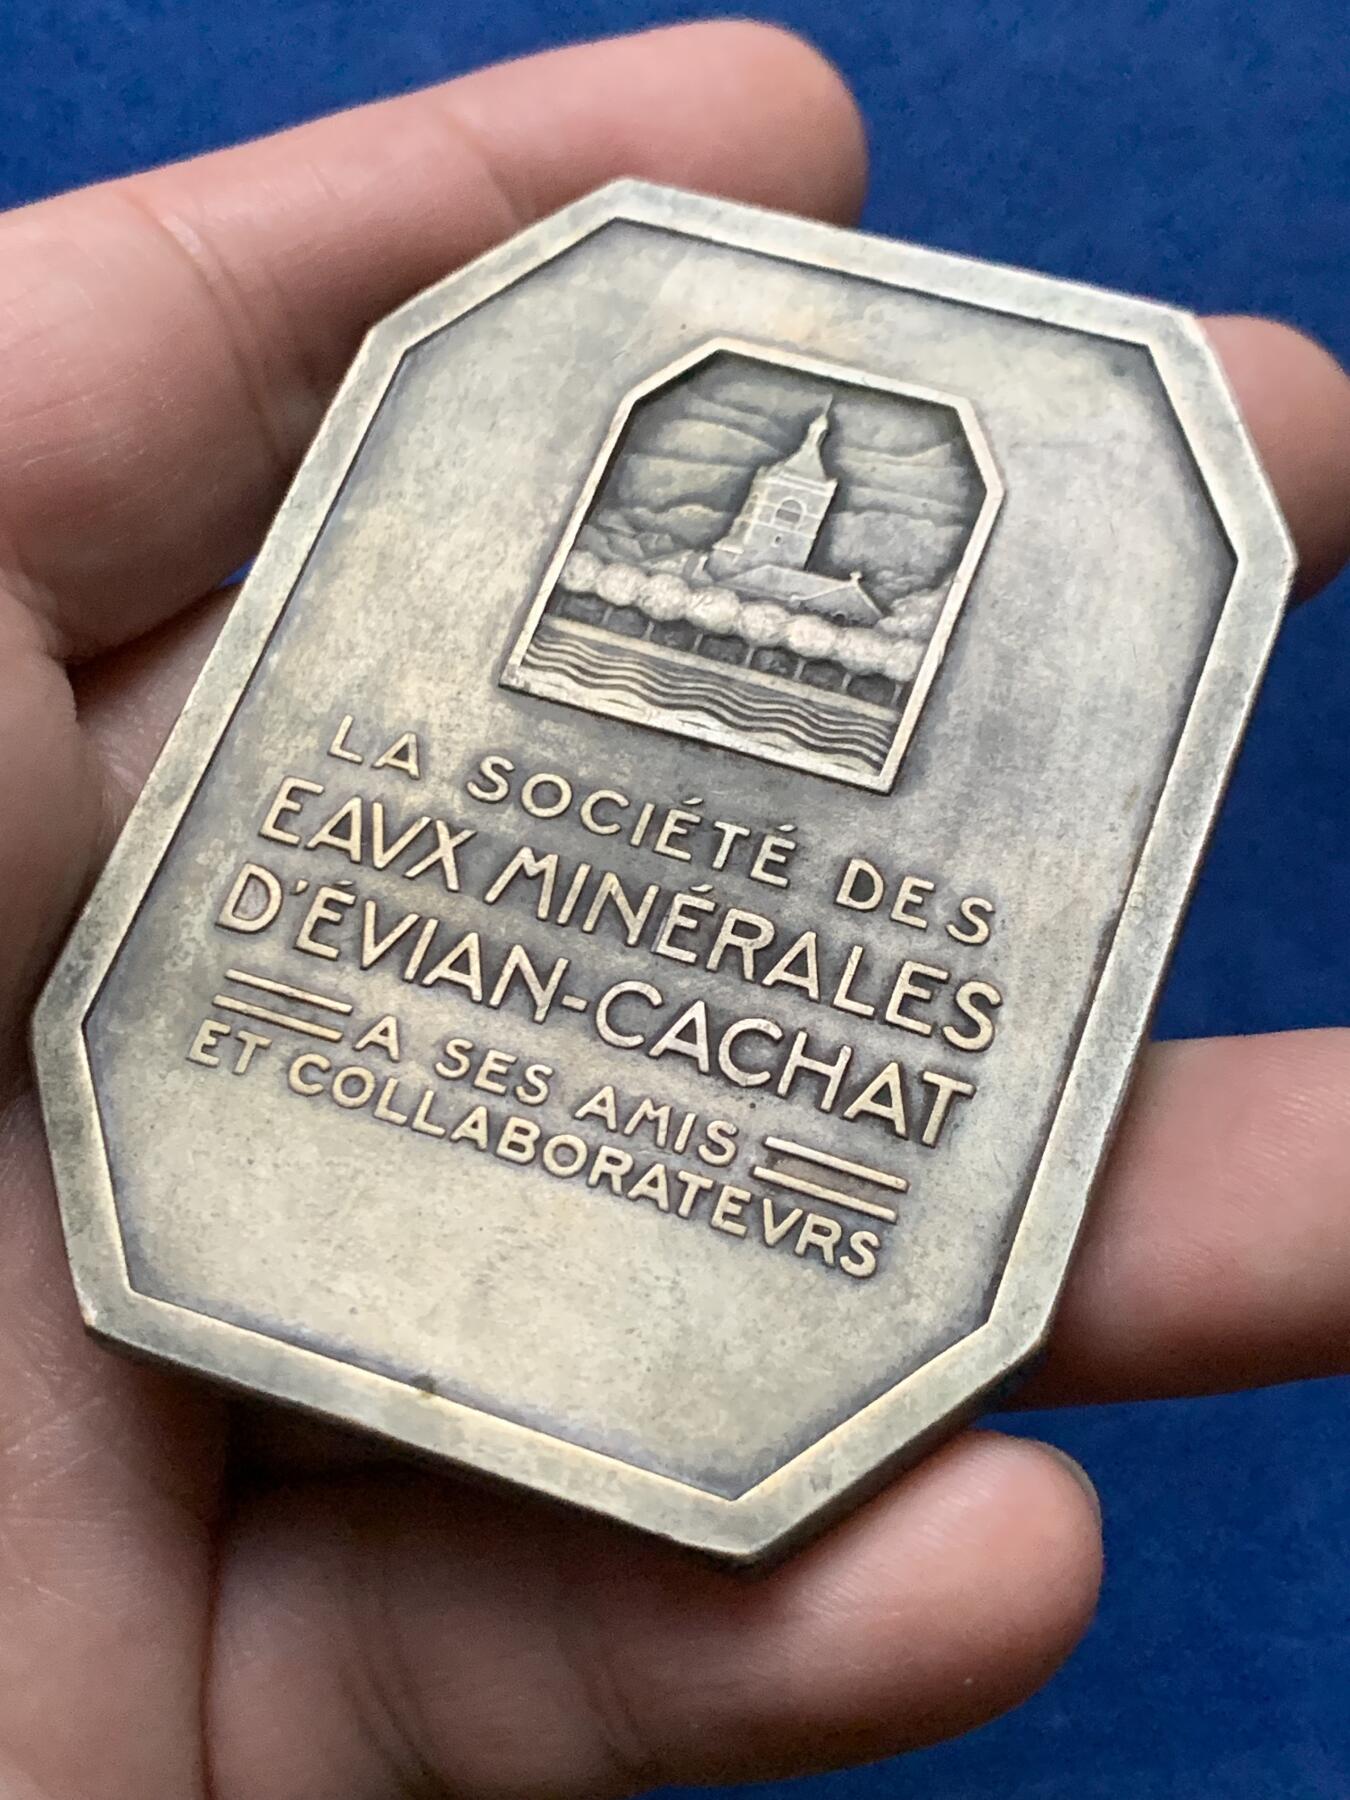 LA SOCIÉTÉ DES
EAVX MINÉRALES
D'ÉVIAN-CACHAT
A SES AMIS
ET COLLABORATEVRS